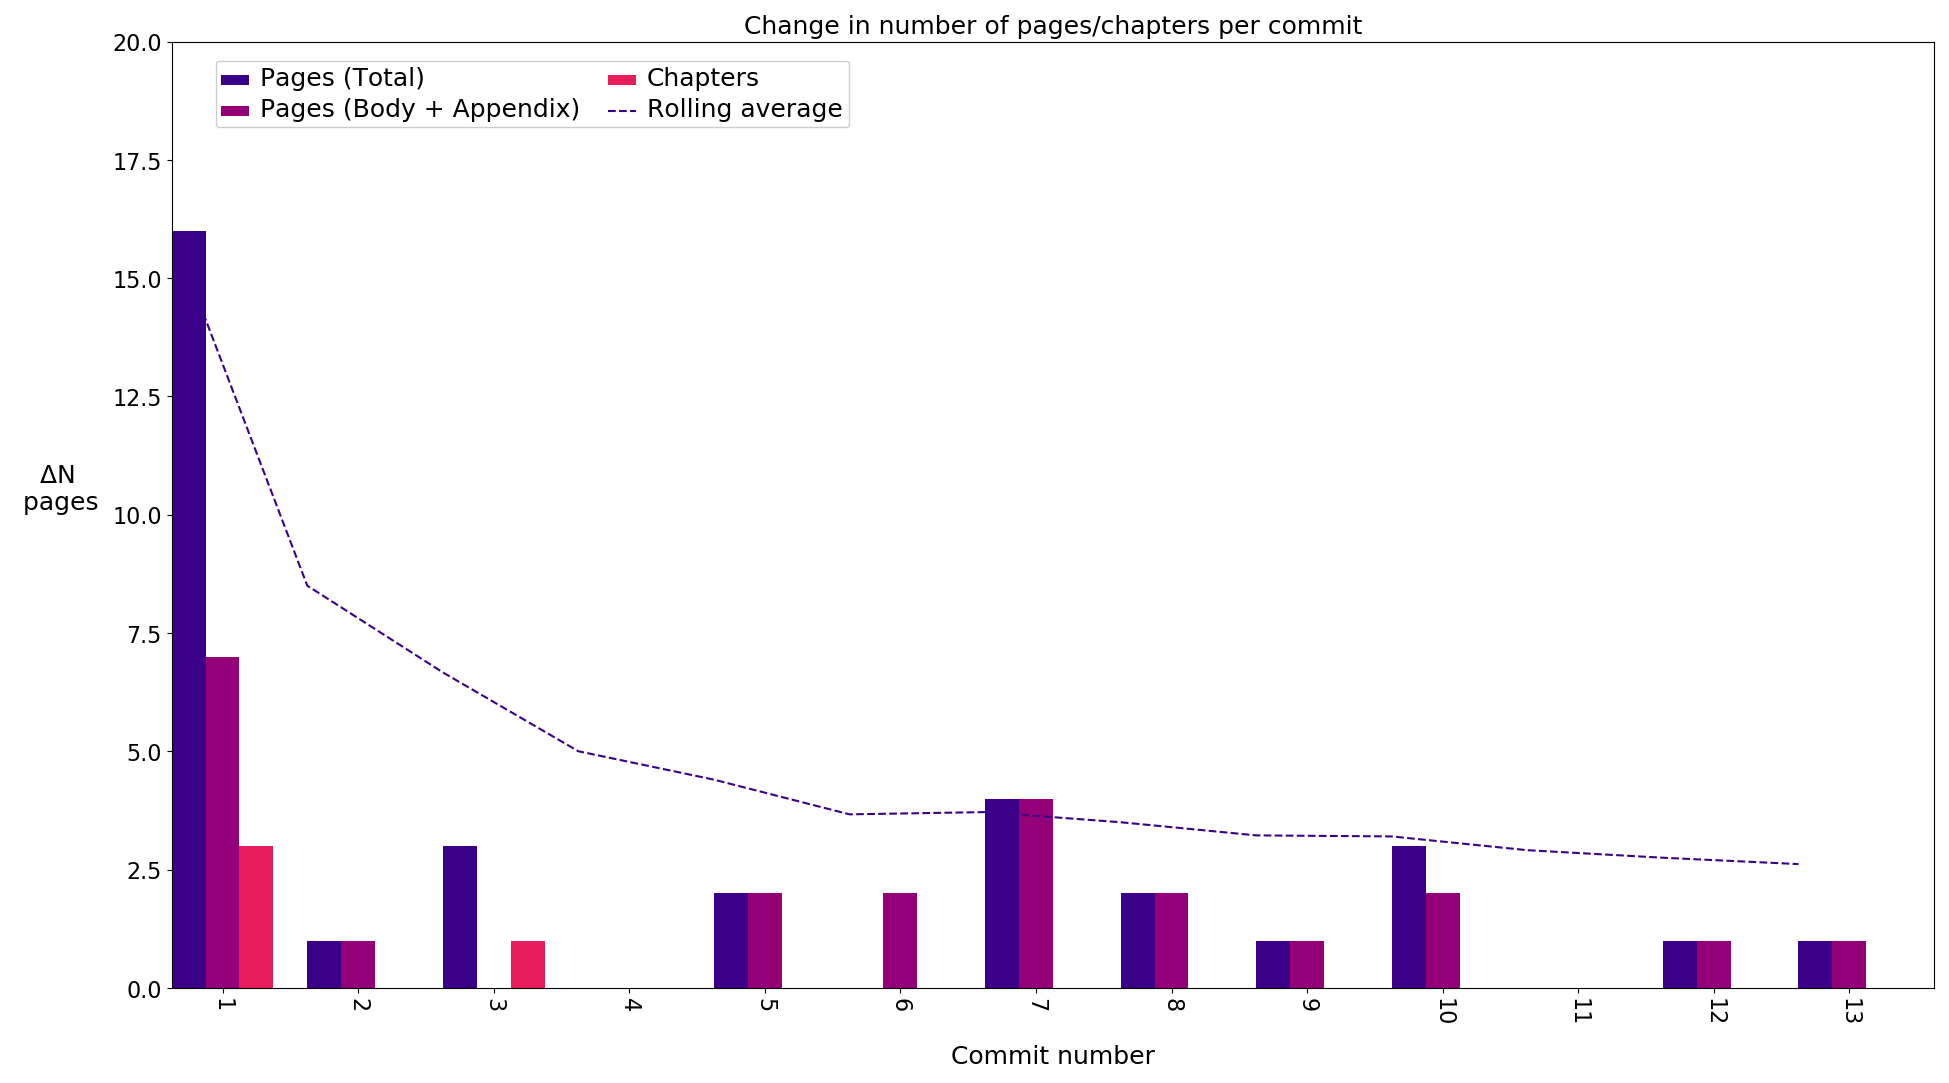 Change in number of pages/chapters per commit
20.0
17.5
15.0
12.5
10.0
7.5
5.0
2.5
0.0
Pages (Total)
Pages (Body + Appendix)
Chapters
Rolling average
ΔN
pages
1
2
3
4
5
6
7
8
9
10
11
12
13
Commit number